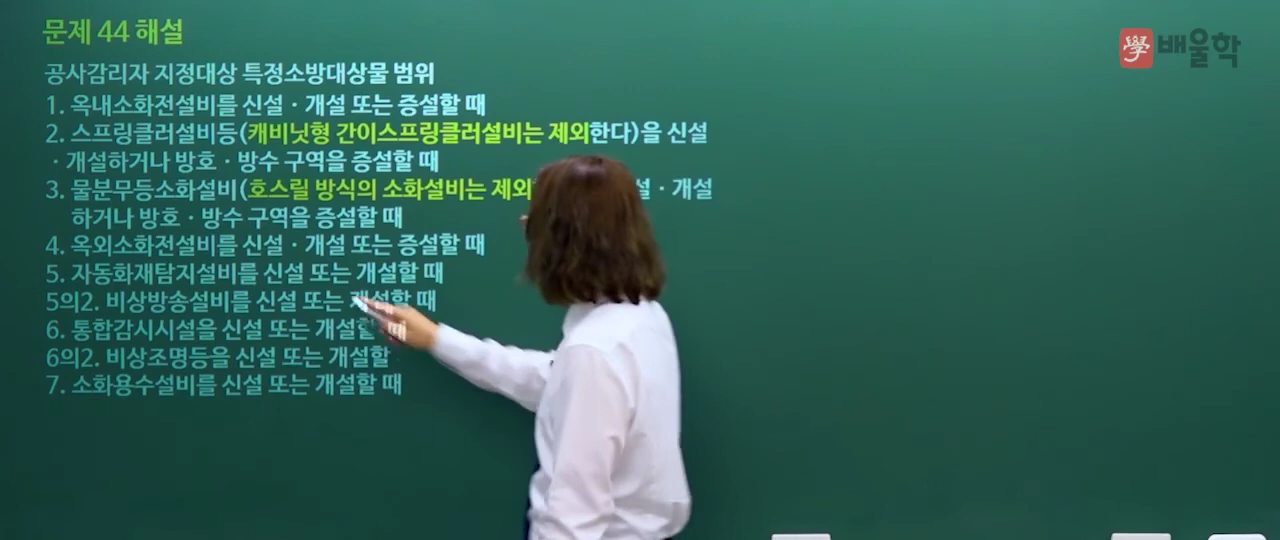 문제 44 해설
學 배울학
공사감리자 지정대상 특정소방대상물 범위
1. 옥내소화전설비를 신설ㆍ개설 또는 증설할 때
2. 스프링클러설비등(캐비닛형 간이스프링클러설비는 제외한다)을 신설
ㆍ개설하거나 방호ㆍ방수 구역을 증설할 때
3. 물분무등소화설비(호스릴 방식의 소화설비는 제외 설ㆍ개설
하거나 방호ㆍ방수 구역을 증설할 때
4. 옥외소화전설비를 신설ㆍ개설 또는 증설할 때
5. 자동화재탐지설비를 신설 또는 개설할 때
5의2. 비상방송설비를 신설 또는 개설할 때
6. 통합감시시설을 신설 또는 개설할 때
6의2. 비상조명등을 신설 또는 개설할
7. 소화용수설비를 신설 또는 개설할 때